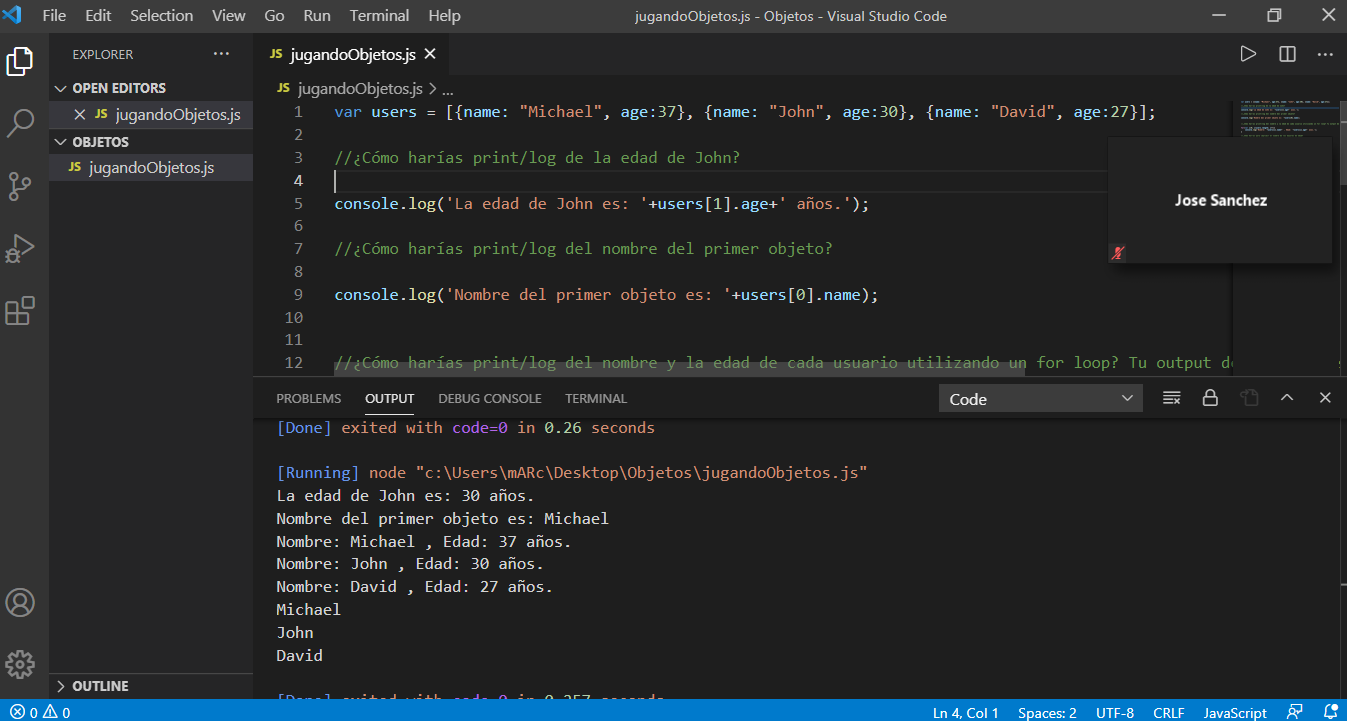 File Edit Selection View Go Run Terminal Help jugandoObjetos.js - Objetos - Visual Studio Code
EXPLORER ...
OPEN EDITORS
JS jugandoObjetos.js
OBJETOS
JS jugandoObjetos.js
OUTLINE
JS jugandoObjetos.js
JS jugandoObjetos.js > ...
1 var users = [{name: "Michael", age:37}, {name: "John", age:30}, {name: "David", age:27}];
2
3 //¿Cómo harías print/log de la edad de John?
4
5 console.log('La edad de John es: '+users[1].age+' años.');
6
7 //¿Cómo harías print/log del nombre del primer objeto?
8
9 console.log('Nombre del primer objeto es: '+users[0].name);
10
11
12 //¿Cómo harías print/log del nombre y la edad de cada usuario utilizando un for loop? Tu output
Jose Sanchez
PROBLEMS OUTPUT DEBUG CONSOLE TERMINAL Code
[Done] exited with code=0 in 0.26 seconds
[Running] node "c:\Users\mARc\Desktop\Objetos\jugandoObjetos.js"
La edad de John es: 30 años.
Nombre del primer objeto es: Michael
Nombre: Michael , Edad: 37 años.
Nombre: John , Edad: 30 años.
Nombre: David , Edad: 27 años.
Michael
John
David
[Done] exited with code=0 in 0.257 seconds
0 0 Ln 4, Col 1 Spaces: 2 UTF-8 CRLF JavaScript